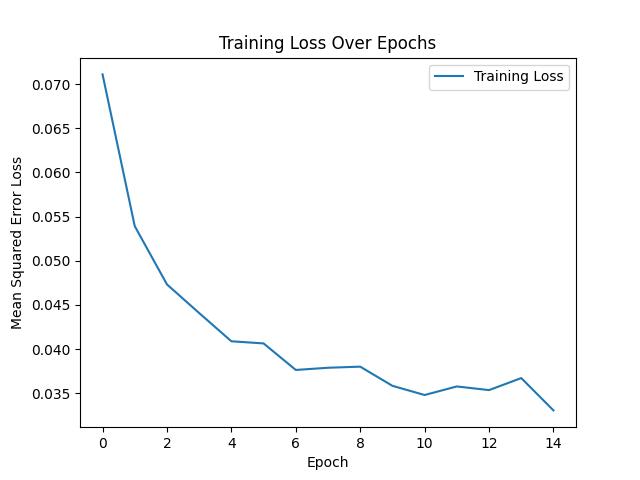 Training Loss Over Epochs
Training Loss
0.070
0.065
0.060
0.055
0.050
0.045
0.040
0.035
Mean Squared Error Loss
0 2 4 6 8 10 12 14
Epoch